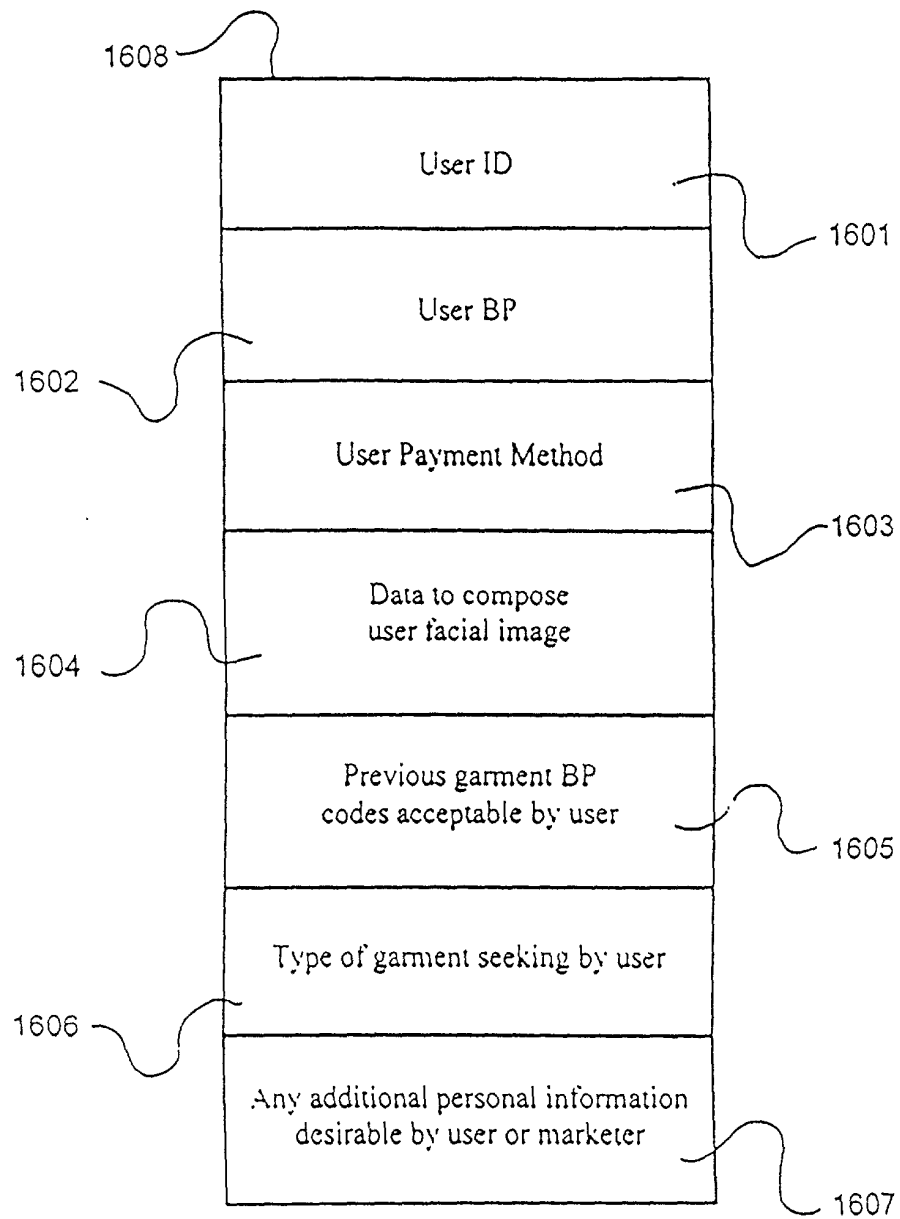 1608
User ID
1601
User BP
1602
User Payment Method
1603
Data to compose
user facial image
1604
Previous garment BP
codes acceptable by user
1605
Type of garment seeking by user
1606
Any additional personal information
desirable by user or marketer
1607